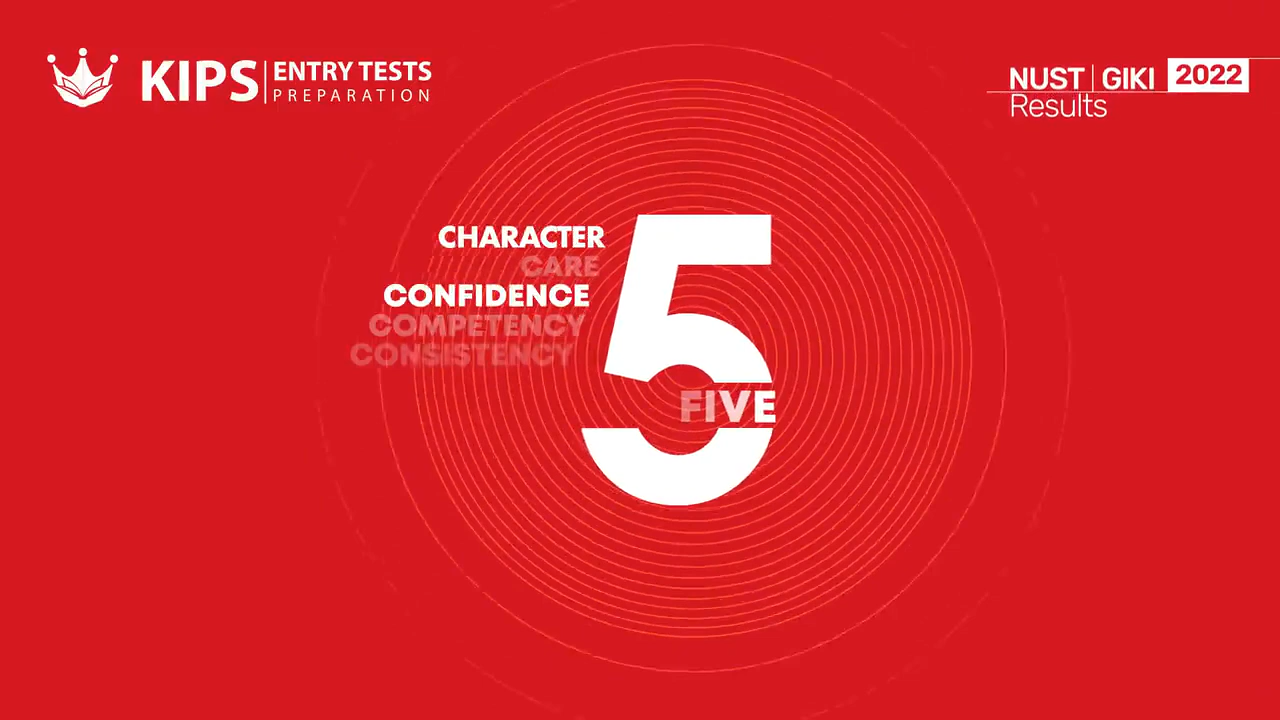 KIPS ENTRY TESTS
PREPARATION
NUST GIKI 2022
Results
CHARACTER
CARE
CONFIDENCE
COMPETENCY
CONSISTENCY
5
FIVE